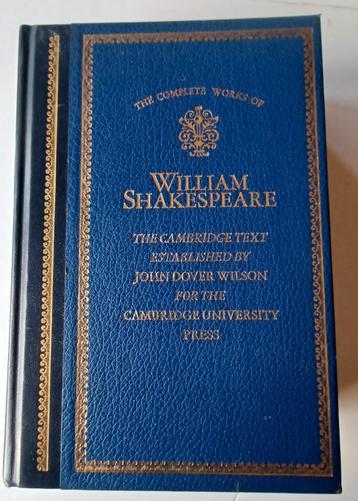 THE COMPLETE WORKS OF
WILLIAM
SHAKESPEARE
THE CAMBRIDGE TEXT
ESTABLISHED BY
JOHN DOVER WILSON
FOR THE
CAMBRIDGE UNIVERSITY
PRESS